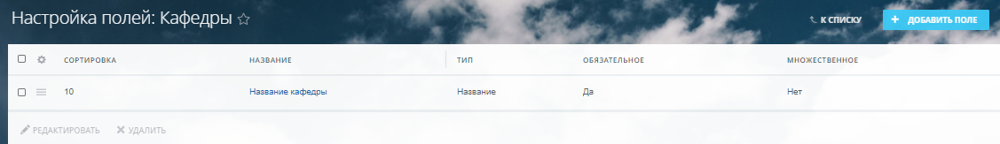 Настройка полей: Кафедры
К СПИСКУ
+ ДОБАВИТЬ ПОЛЕ
СОРТИРОВКА НАЗВАНИЕ ТИП ОБЯЗАТЕЛЬНОЕ МНОЖЕСТВЕННОЕ
10 Название кафедры Название Да Нет
РЕДАКТИРОВАТЬ УДАЛИТЬ